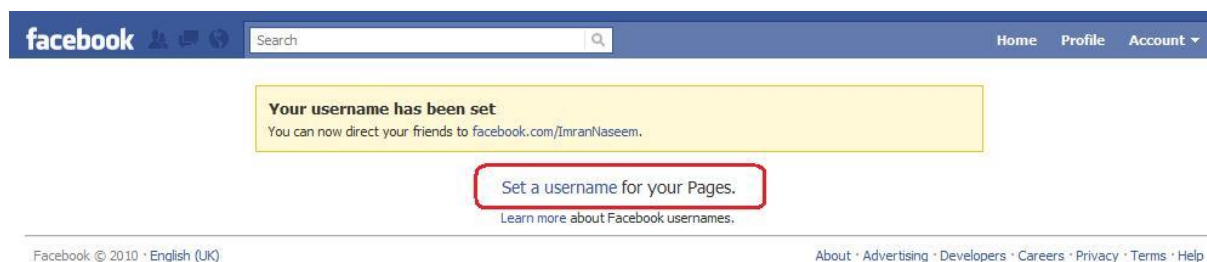 facebook Search Home Profile Account
Your username has been set
You can now direct your friends to facebook.com/ImranNaseem.
Set a username for your Pages.
Learn more about Facebook usernames.
Facebook © 2010 · English (UK) About · Advertising · Developers · Careers · Privacy · Terms · Help